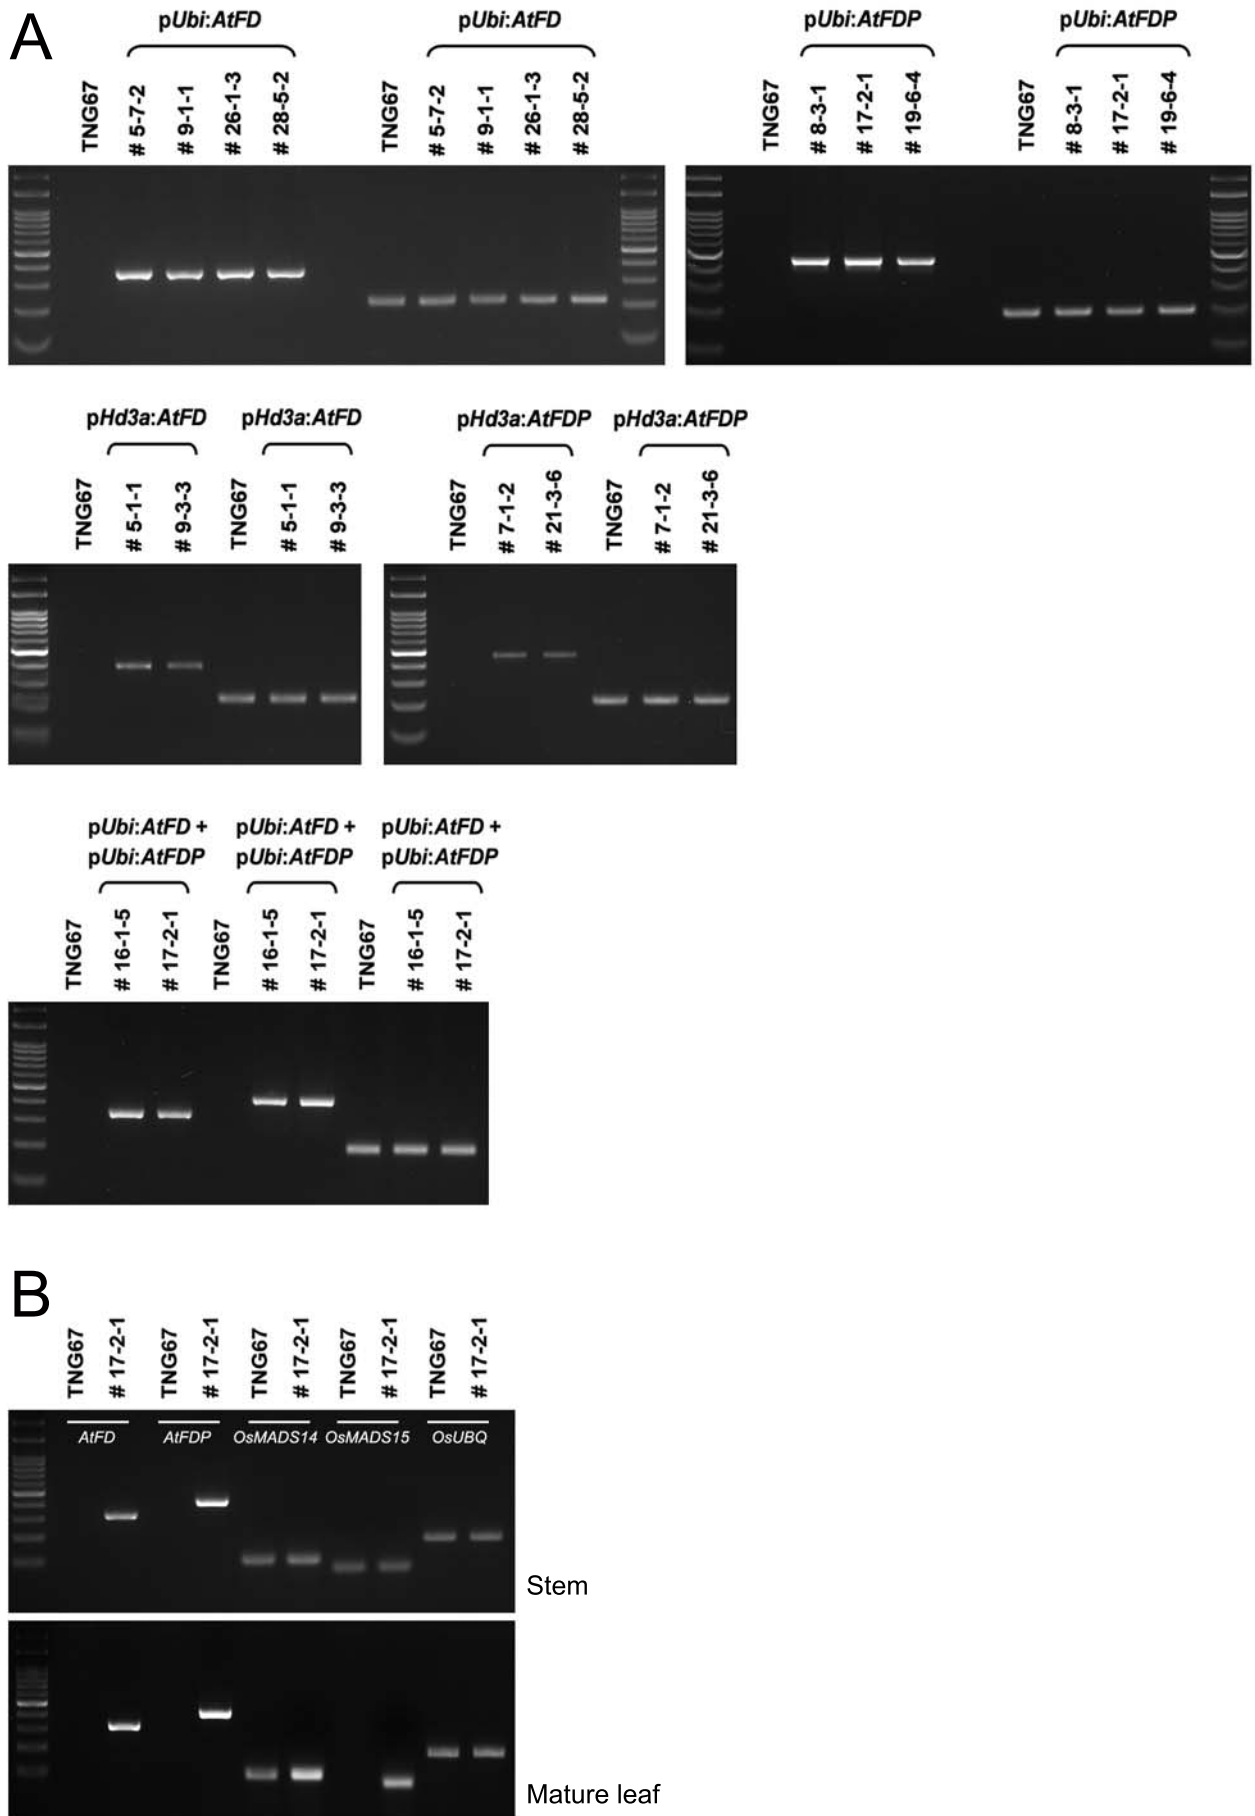 A
pUbi:AtFD pUbi:AtFD pUbi:AtFDP pUbi:AtFDP
TNG67 # 5-7-2 # 9-1-1 # 26-1-3 # 28-5-2 TNG67 # 5-7-2 # 9-1-1 # 26-1-3 # 28-5-2 TNG67 # 8-3-1 # 17-2-1 # 19-6-4 TNG67 # 8-3-1 # 17-2-1 # 19-6-4
pHd3a:AtFD pHd3a:AtFD pHd3a:AtFDP pHd3a:AtFDP
TNG67 # 5-1-1 # 9-3-3 TNG67 # 5-1-1 # 9-3-3 TNG67 # 7-1-2 # 21-3-6 TNG67 # 7-1-2 # 21-3-6
pUbi:AtFD + pUbi:AtFD + pUbi:AtFD +
pUbi:AtFDP pUbi:AtFDP pUbi:AtFDP
TNG67 # 16-1-5 # 17-2-1 TNG67 # 16-1-5 # 17-2-1 TNG67 # 16-1-5 # 17-2-1
B
TNG67 # 17-2-1 TNG67 # 17-2-1 TNG67 # 17-2-1 TNG67 # 17-2-1 TNG67 # 17-2-1
AtFD AtFDP OsMADS14 OsMADS15 OsUBQ
Stem
Mature leaf